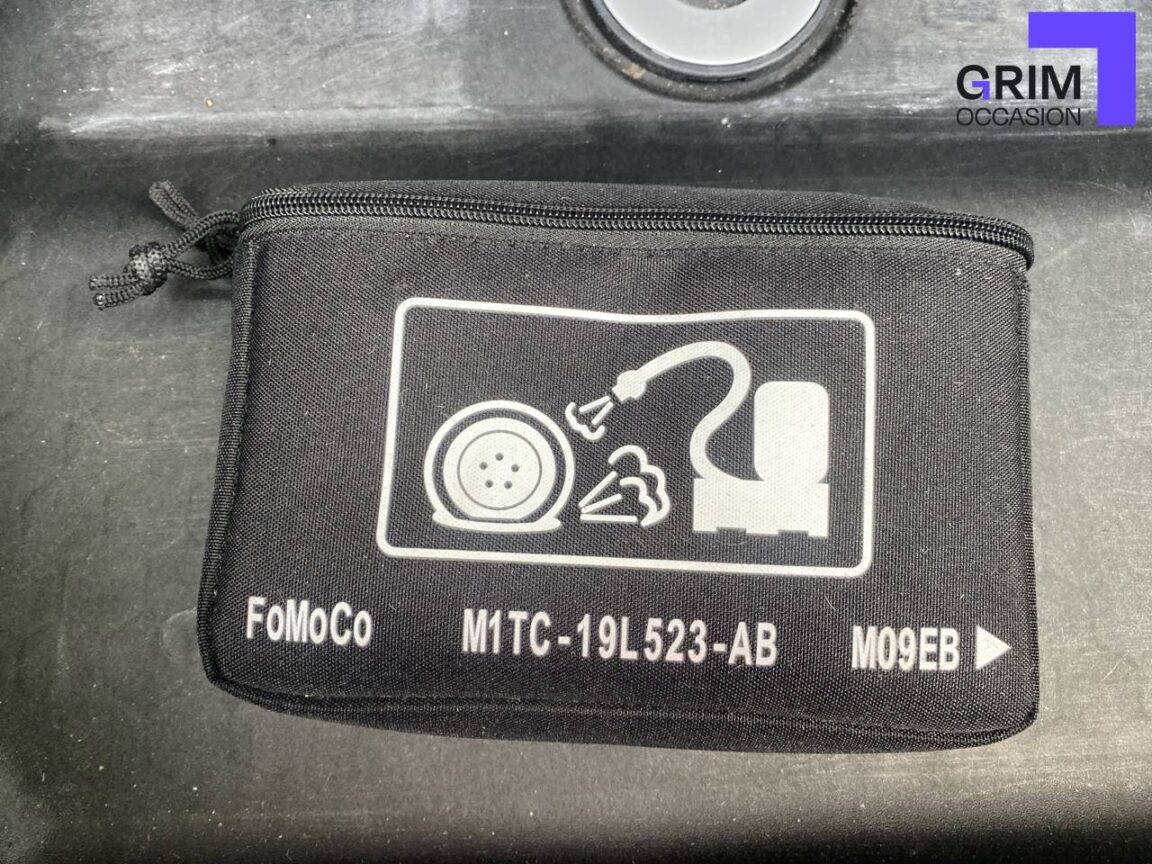 GRIM
OCCASION
FoMoCo M1TC-19L523-AB M09EB